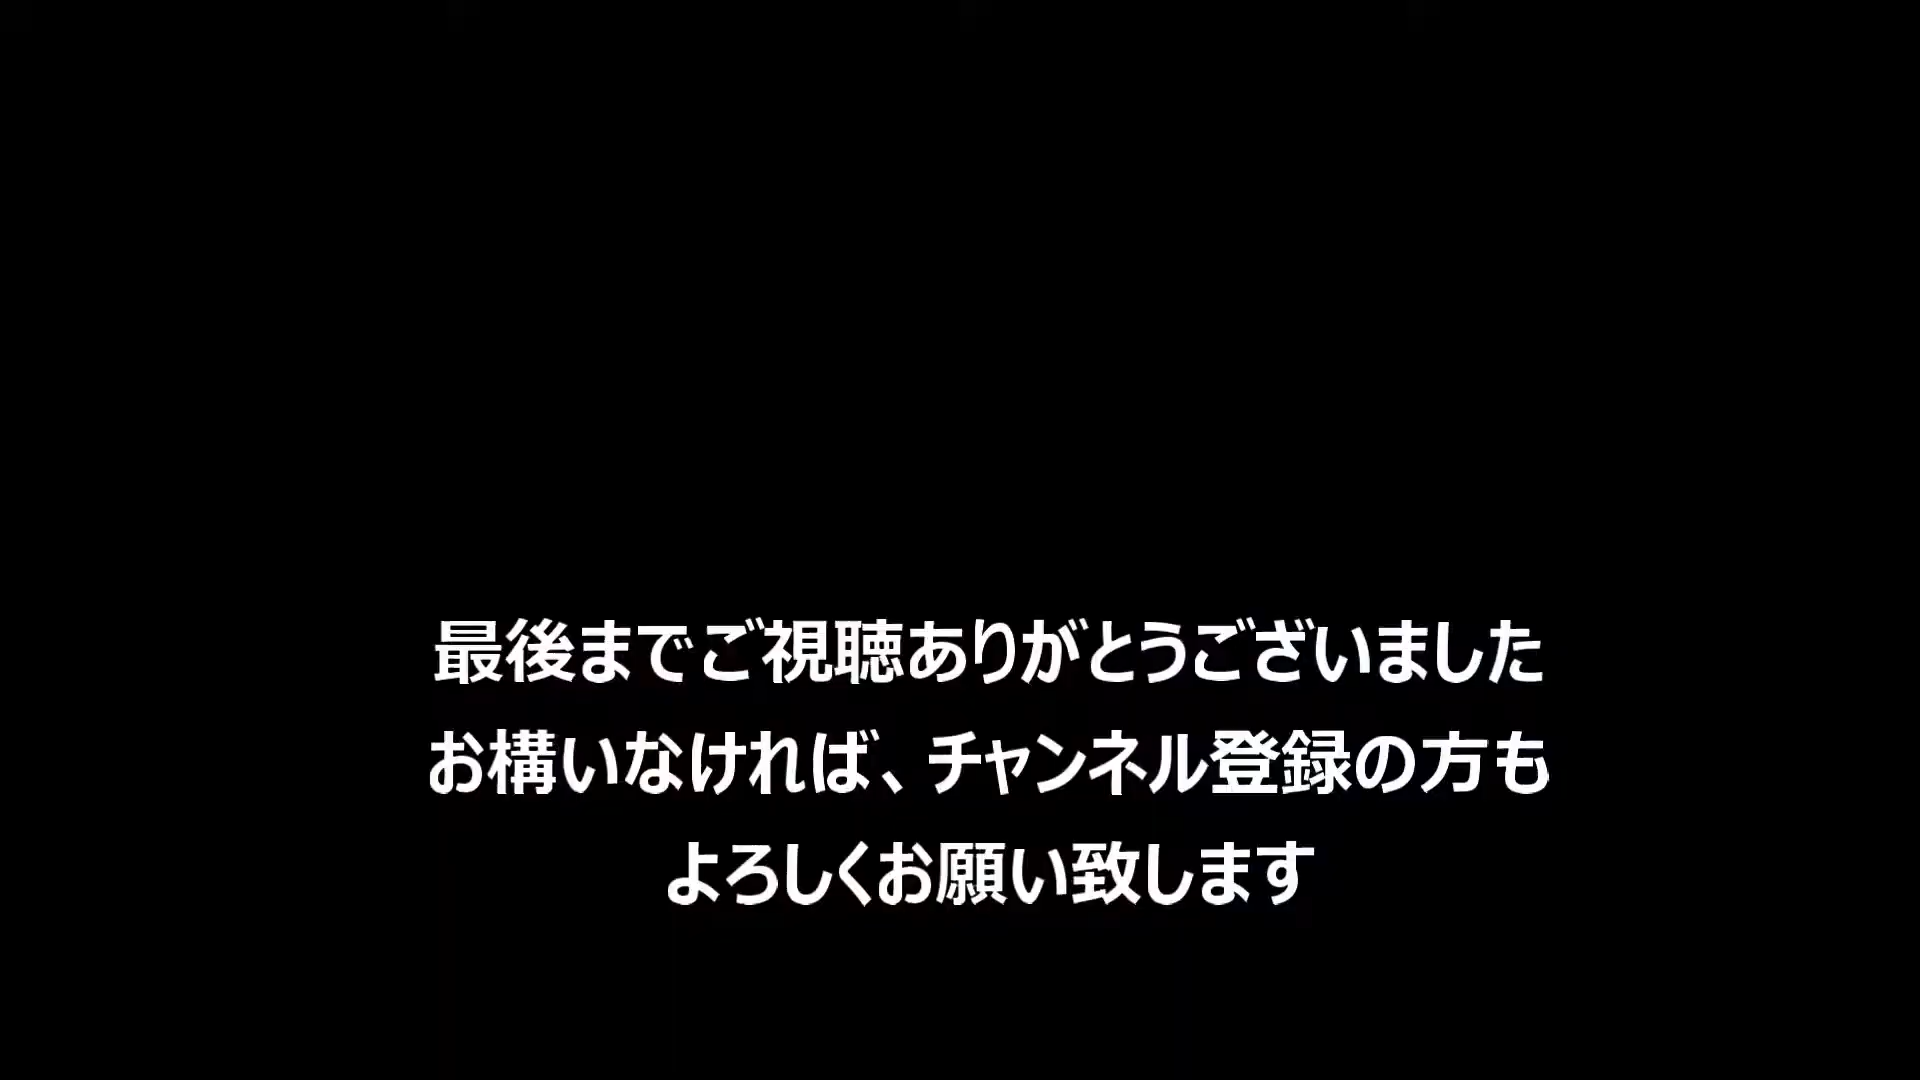 最後までご視聴ありがとうございました
お構いなければ、チャンネル登録の方も
よろしくお願い致します